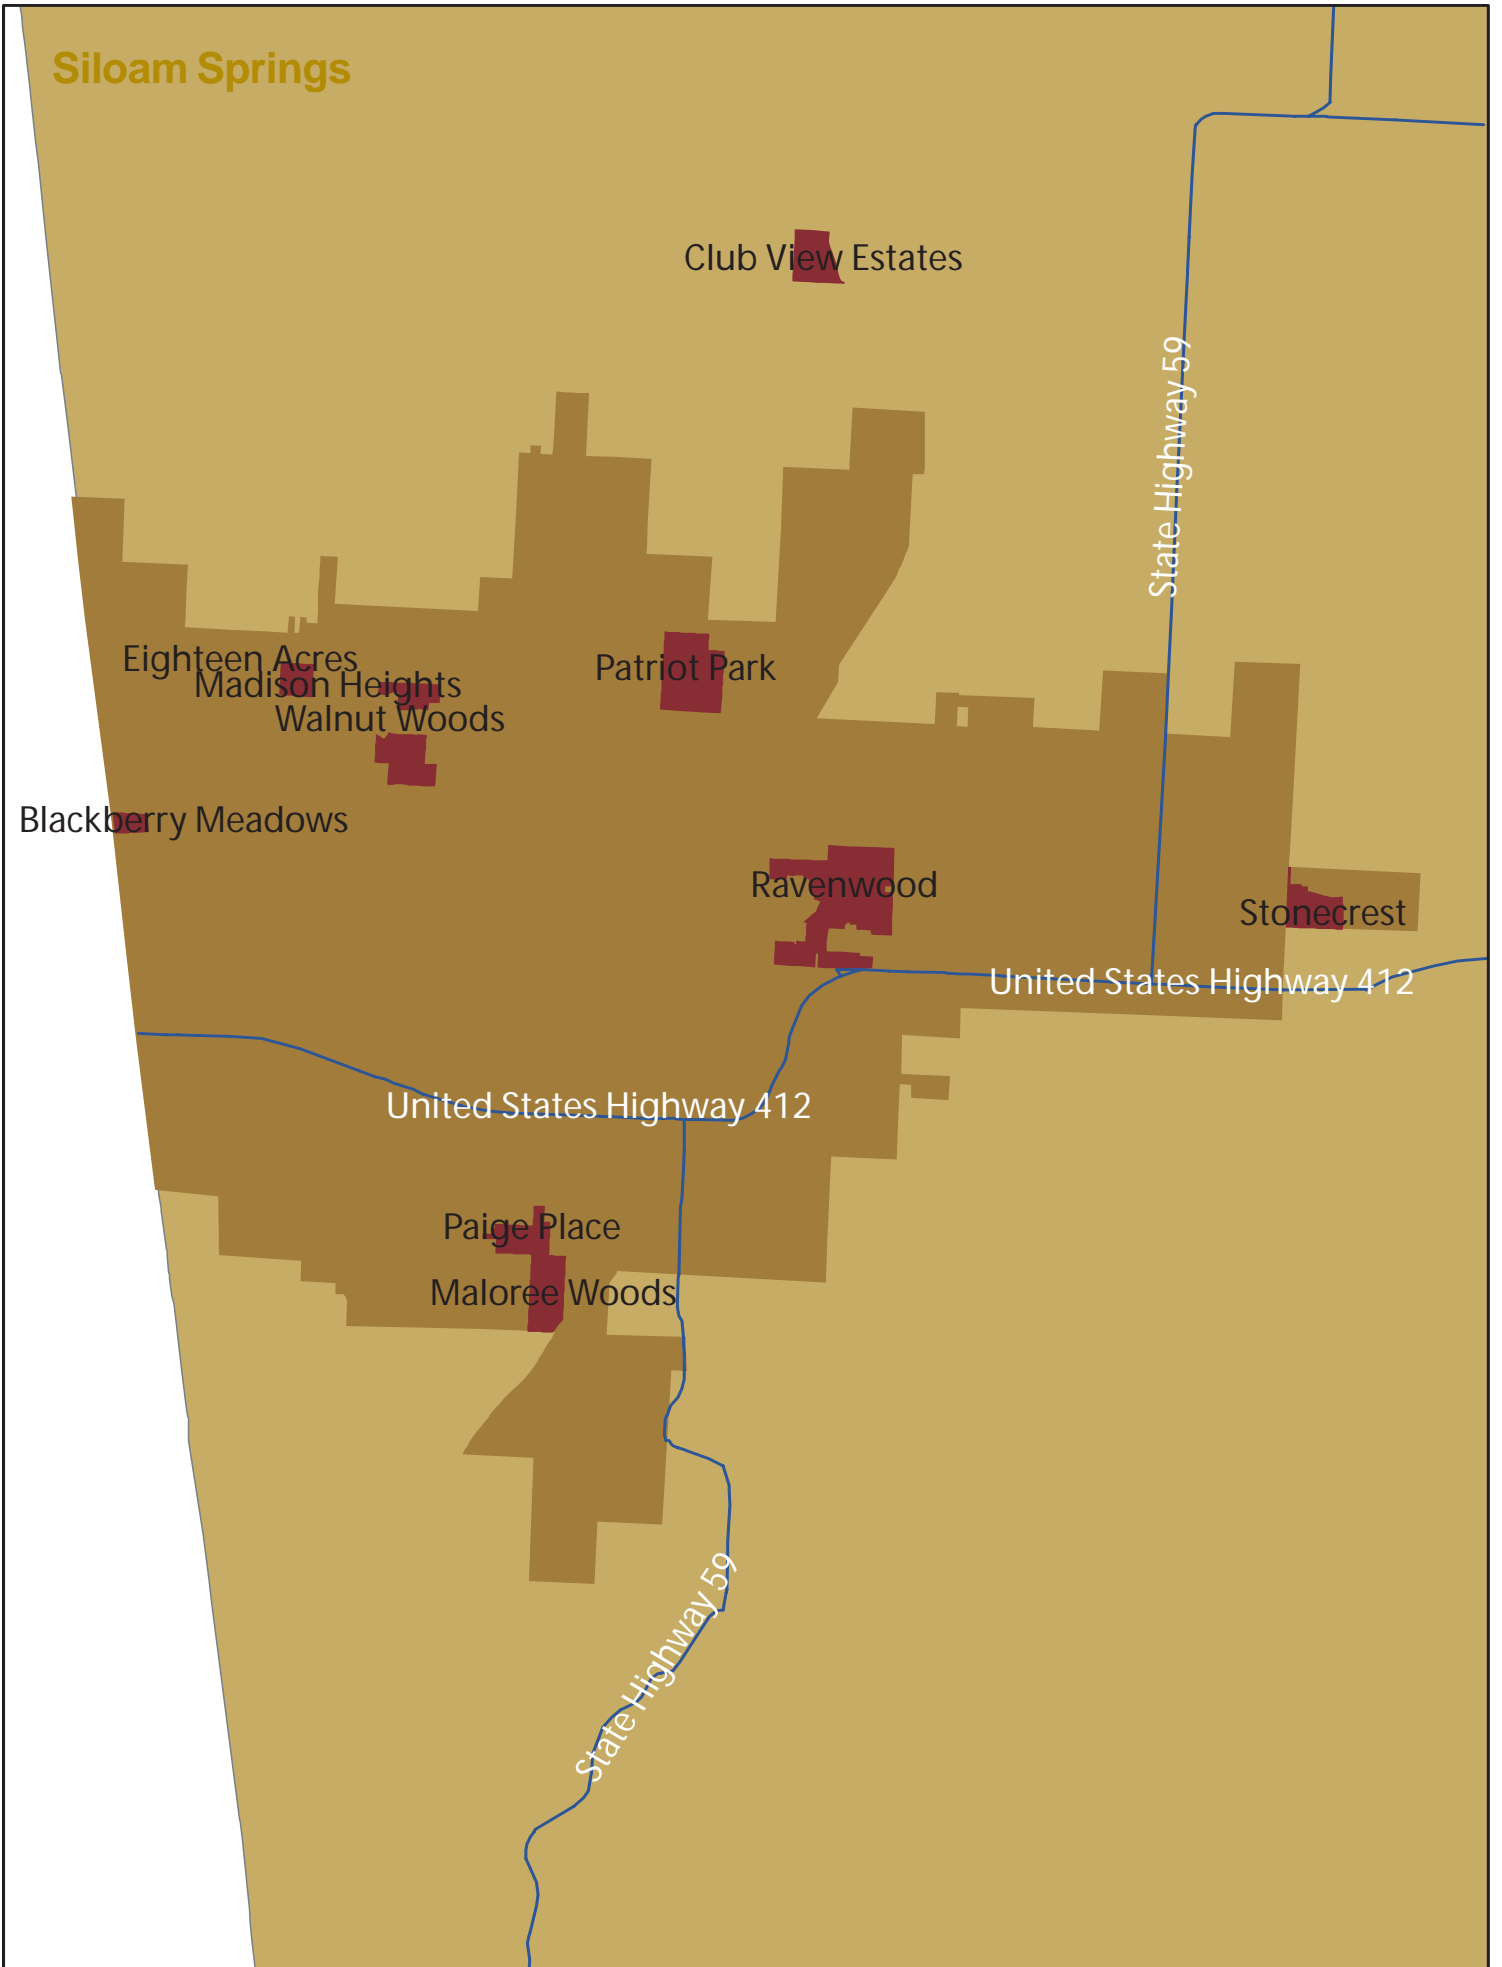 Siloam Springs
Club View Estates
State Highway 59
Eighteen Acres
Madison Heights
Patriot Park
Walnut Woods
Blackberry Meadows
Ravenwood
Stonecrest
United States Highway 412
United States Highway 412
Paige Place
Maloree Woods
State Highway 59